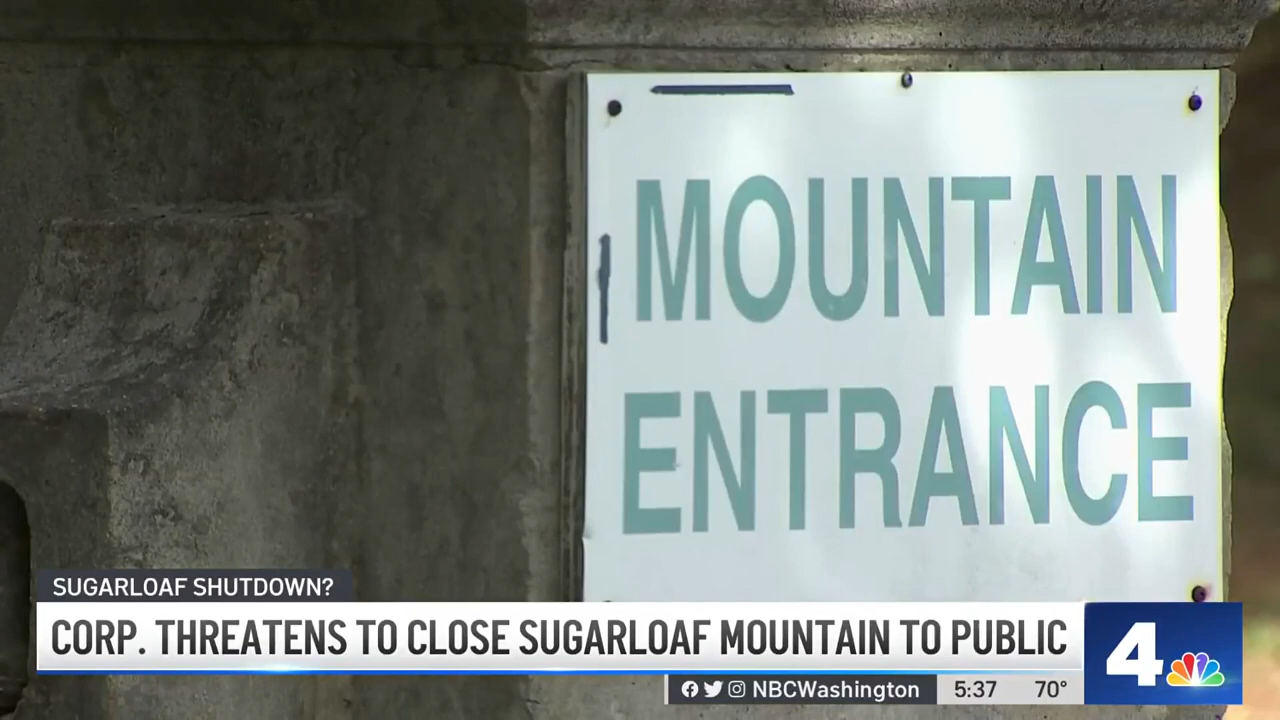 MOUNTAIN
ENTRANCE
SUGARLOAF SHUTDOWN?
CORP. THREATENS TO CLOSE SUGARLOAF MOUNTAIN TO PUBLIC
4
NBCWashington 5:37 70°